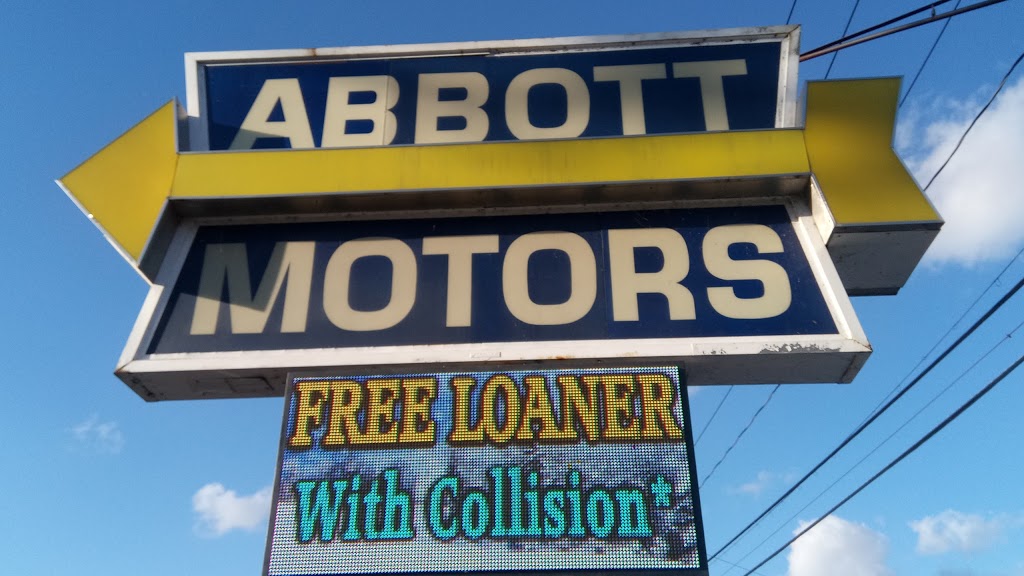 ABBOTT
MOTORS
FREE LOANER
With Collision*